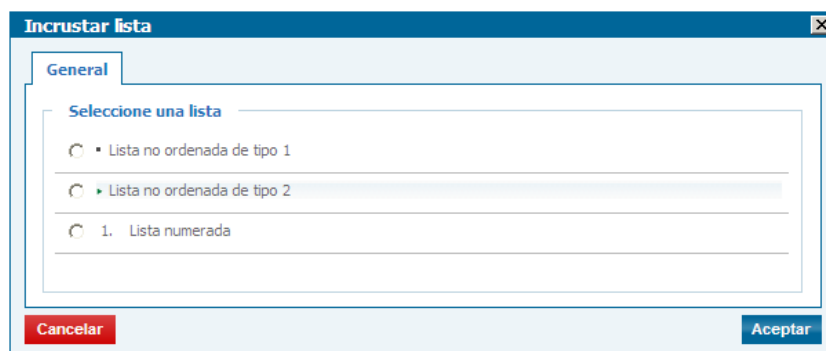 Incrustar lista
General
Seleccione una lista
▪ Lista no ordenada de tipo 1
▸ Lista no ordenada de tipo 2
1. Lista numerada
Cancelar Aceptar